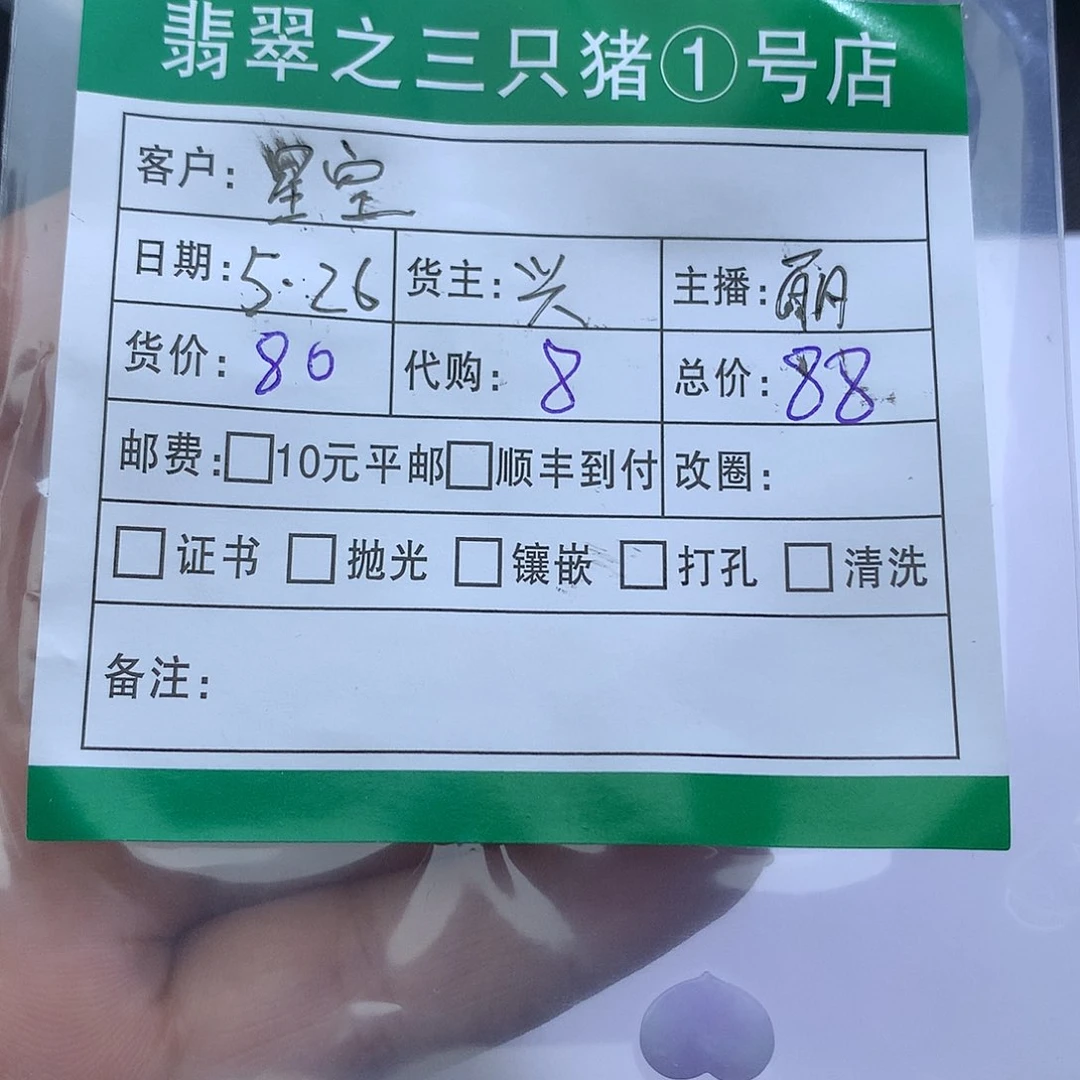 翡翠之三只猪①号店
客户：星空
日期：5.26 货主：兴 主播：丽
货价：80 代购：8 总价：88
邮费：□10元平邮□顺丰到付 改圈：
□证书 □抛光 □镶嵌 □打孔 □清洗
备注：